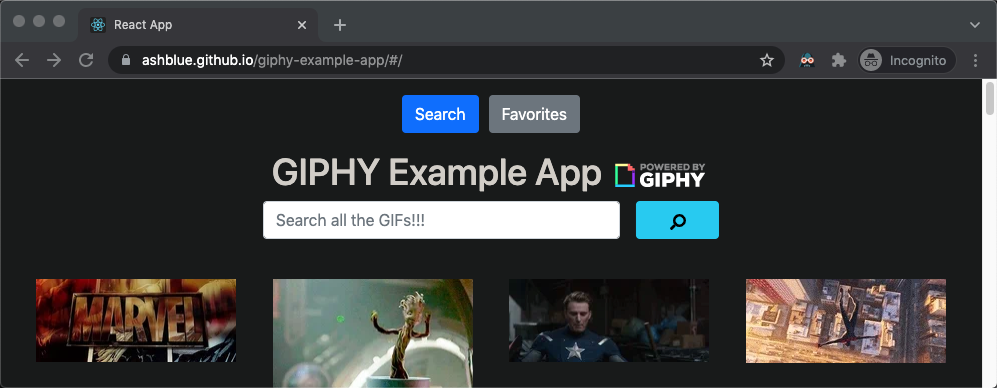 React App
ashblue.github.io/giphy-example-app/#/
Incognito
Search
Favorites
GIPHY Example App
POWERED BY
GIPHY
Search all the GIFs!!!
MARVEL